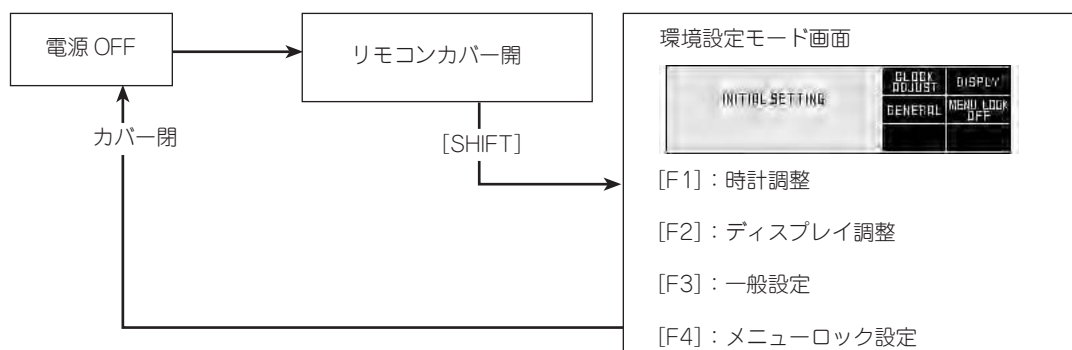 電源 OFF
リモコンカバー開
環境設定モード画面
INITIAL SETTING
CLOCK
ADJUST
DISPLY
GENERAL
MENU LOCK
OFF
カバー閉
[SHIFT]
[F1]：時計調整
[F2]：ディスプレイ調整
[F3]：一般設定
[F4]：メニューロック設定